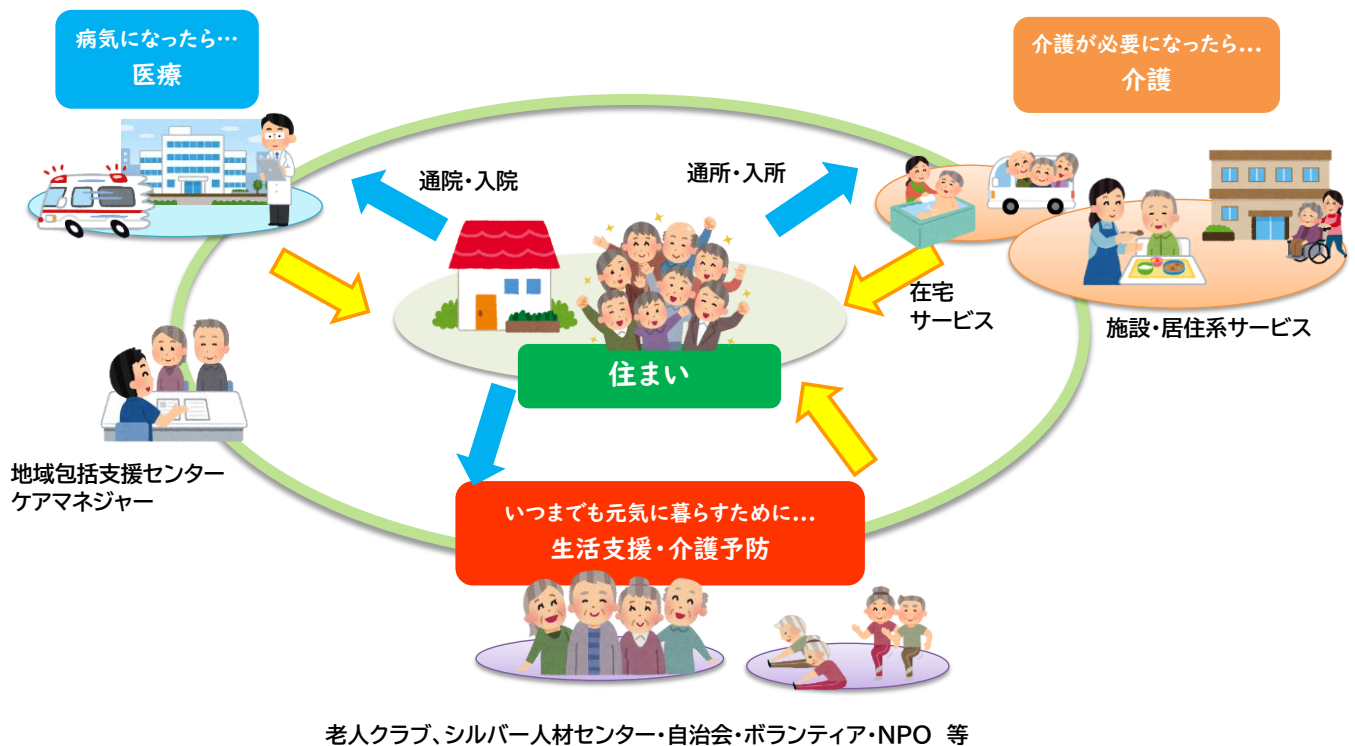 病気になったら…
医療
介護が必要になったら...
介護
通院・入院
通所・入所
在宅
サービス
施設・居住系サービス
住まい
地域包括支援センター
ケアマネジャー
いつまでも元気に暮らすために...
生活支援・介護予防
老人クラブ、シルバー人材センター・自治会・ボランティア・NPO 等